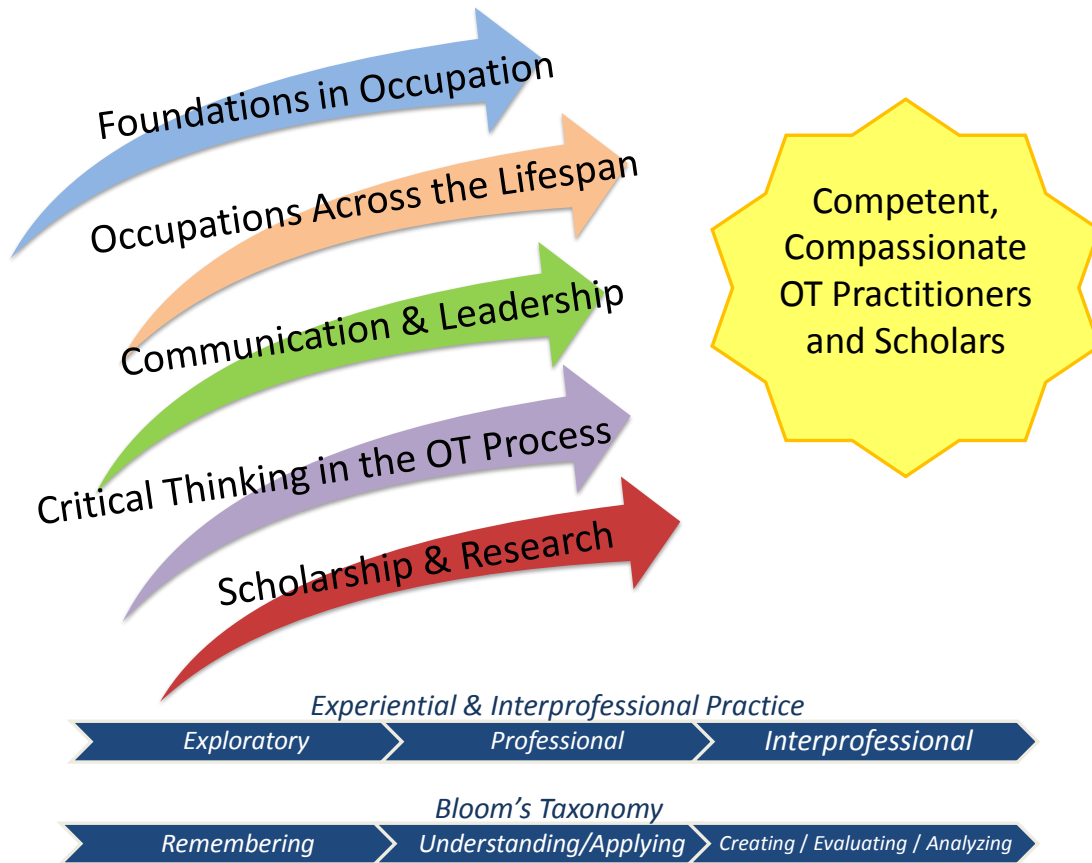 Foundations in Occupation
Occupations Across the Lifespan
Communication & Leadership
Critical Thinking in the OT Process
Scholarship & Research
Competent,
Compassionate
OT Practitioners
and Scholars
Experiential & Interprofessional Practice
Exploratory
Professional
Interprofessional
Bloom’s Taxonomy
Remembering
Understanding/Applying
Creating / Evaluating / Analyzing